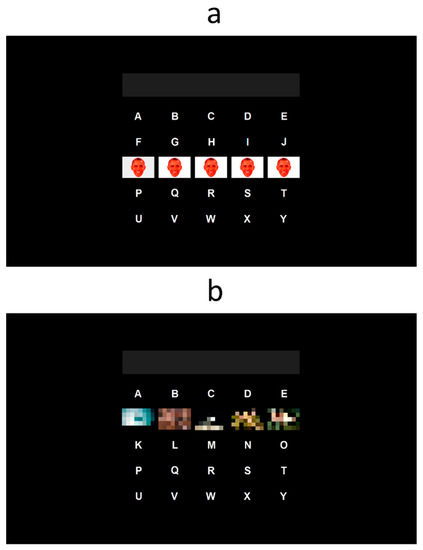 a
A B C D E
F G H I J
P Q R S T
U V W X Y
b
A B C D E
K L M N O
P Q R S T
U V W X Y